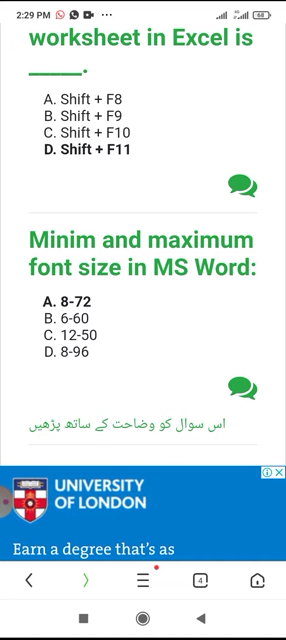 2:29 PM
68
worksheet in Excel is
_____.
A. Shift + F8
B. Shift + F9
C. Shift + F10
D. Shift + F11
Minim and maximum
font size in MS Word:
A. 8-72
B. 6-60
C. 12-50
D. 8-96
اس سوال کو وضاحت کے ساتھ پڑھیں
UNIVERSITY
OF LONDON
Earn a degree that's as
4